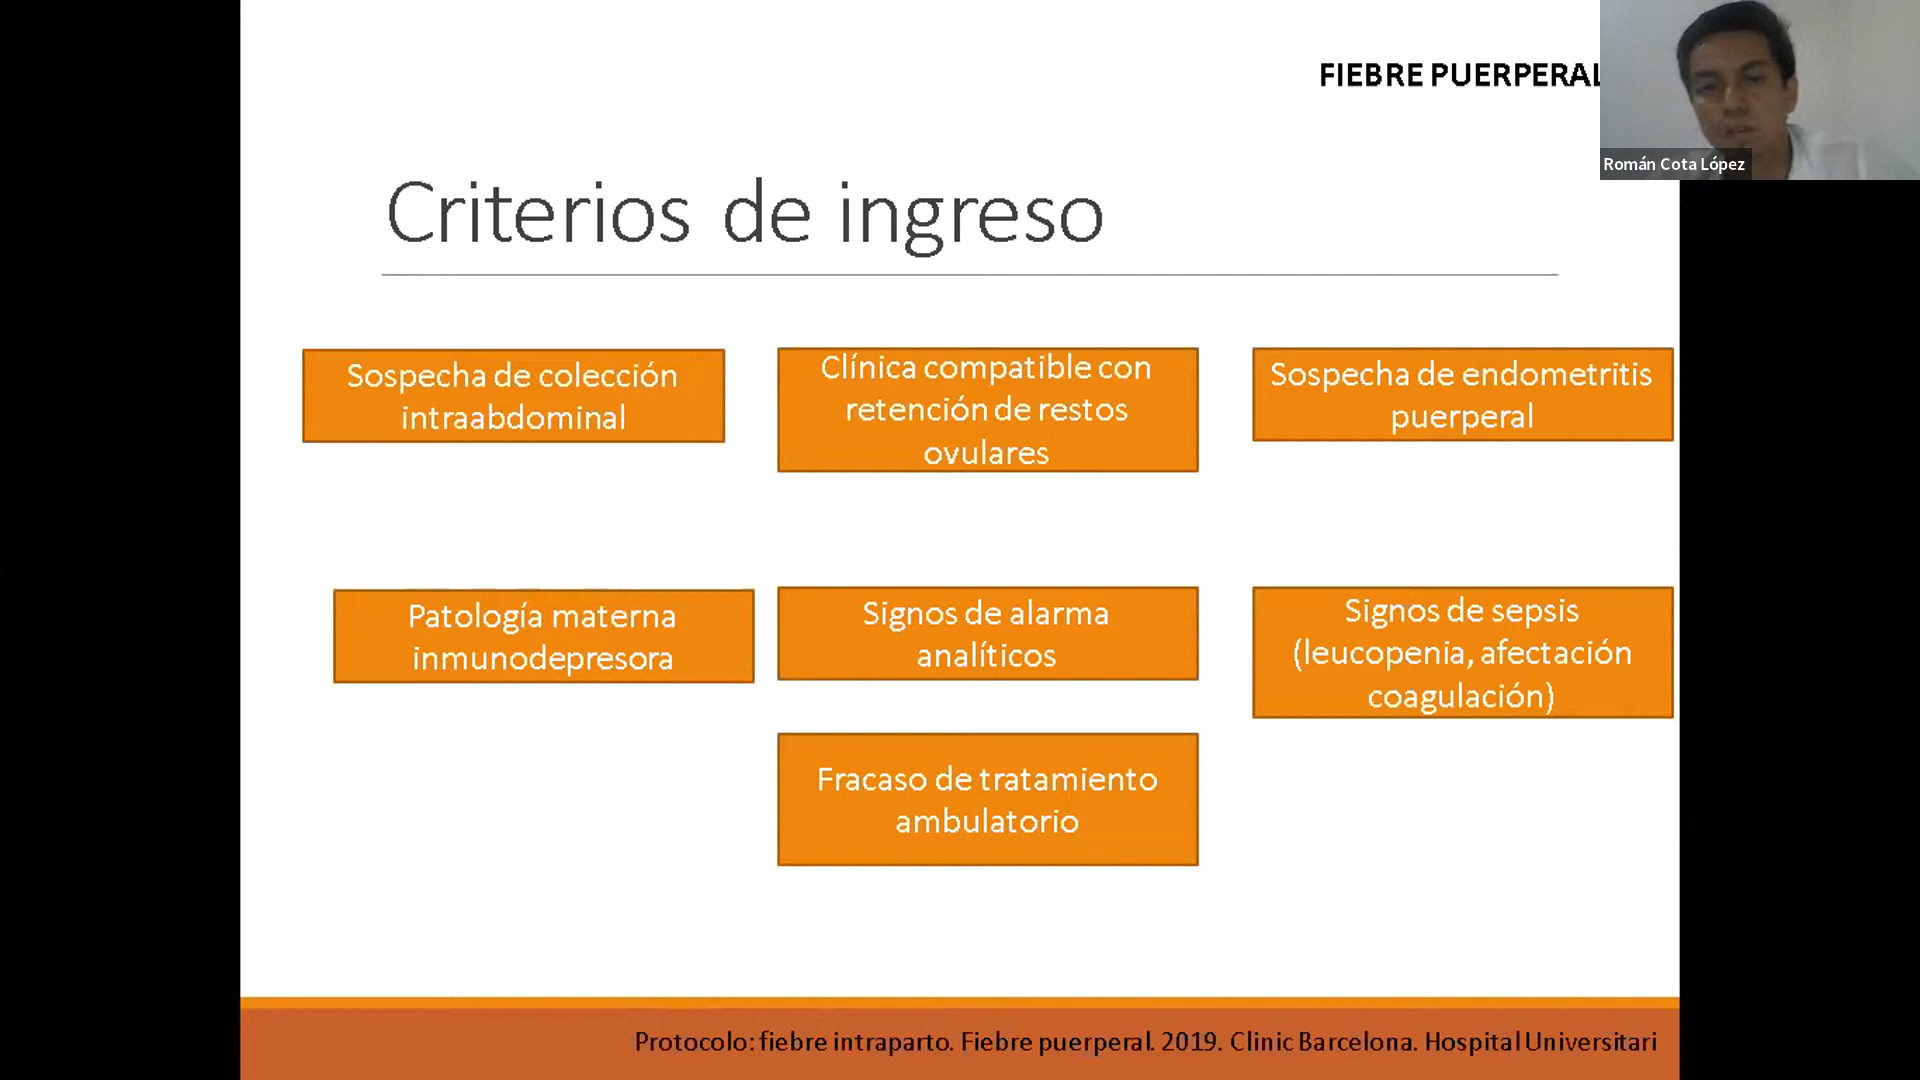 FIEBRE PUERPERAL
Román Cota López
Criterios de ingreso
Sospecha de colección
intraabdominal
Clínica compatible con
retención de restos
ovulares
Sospecha de endometritis
puerperal
Patología materna
inmunodepresora
Signos de alarma
analíticos
Signos de sepsis
(leucopenia, afectación
coagulación)
Fracaso de tratamiento
ambulatorio
Protocolo: fiebre intraparto. Fiebre puerperal. 2019. Clinic Barcelona. Hospital Universitari